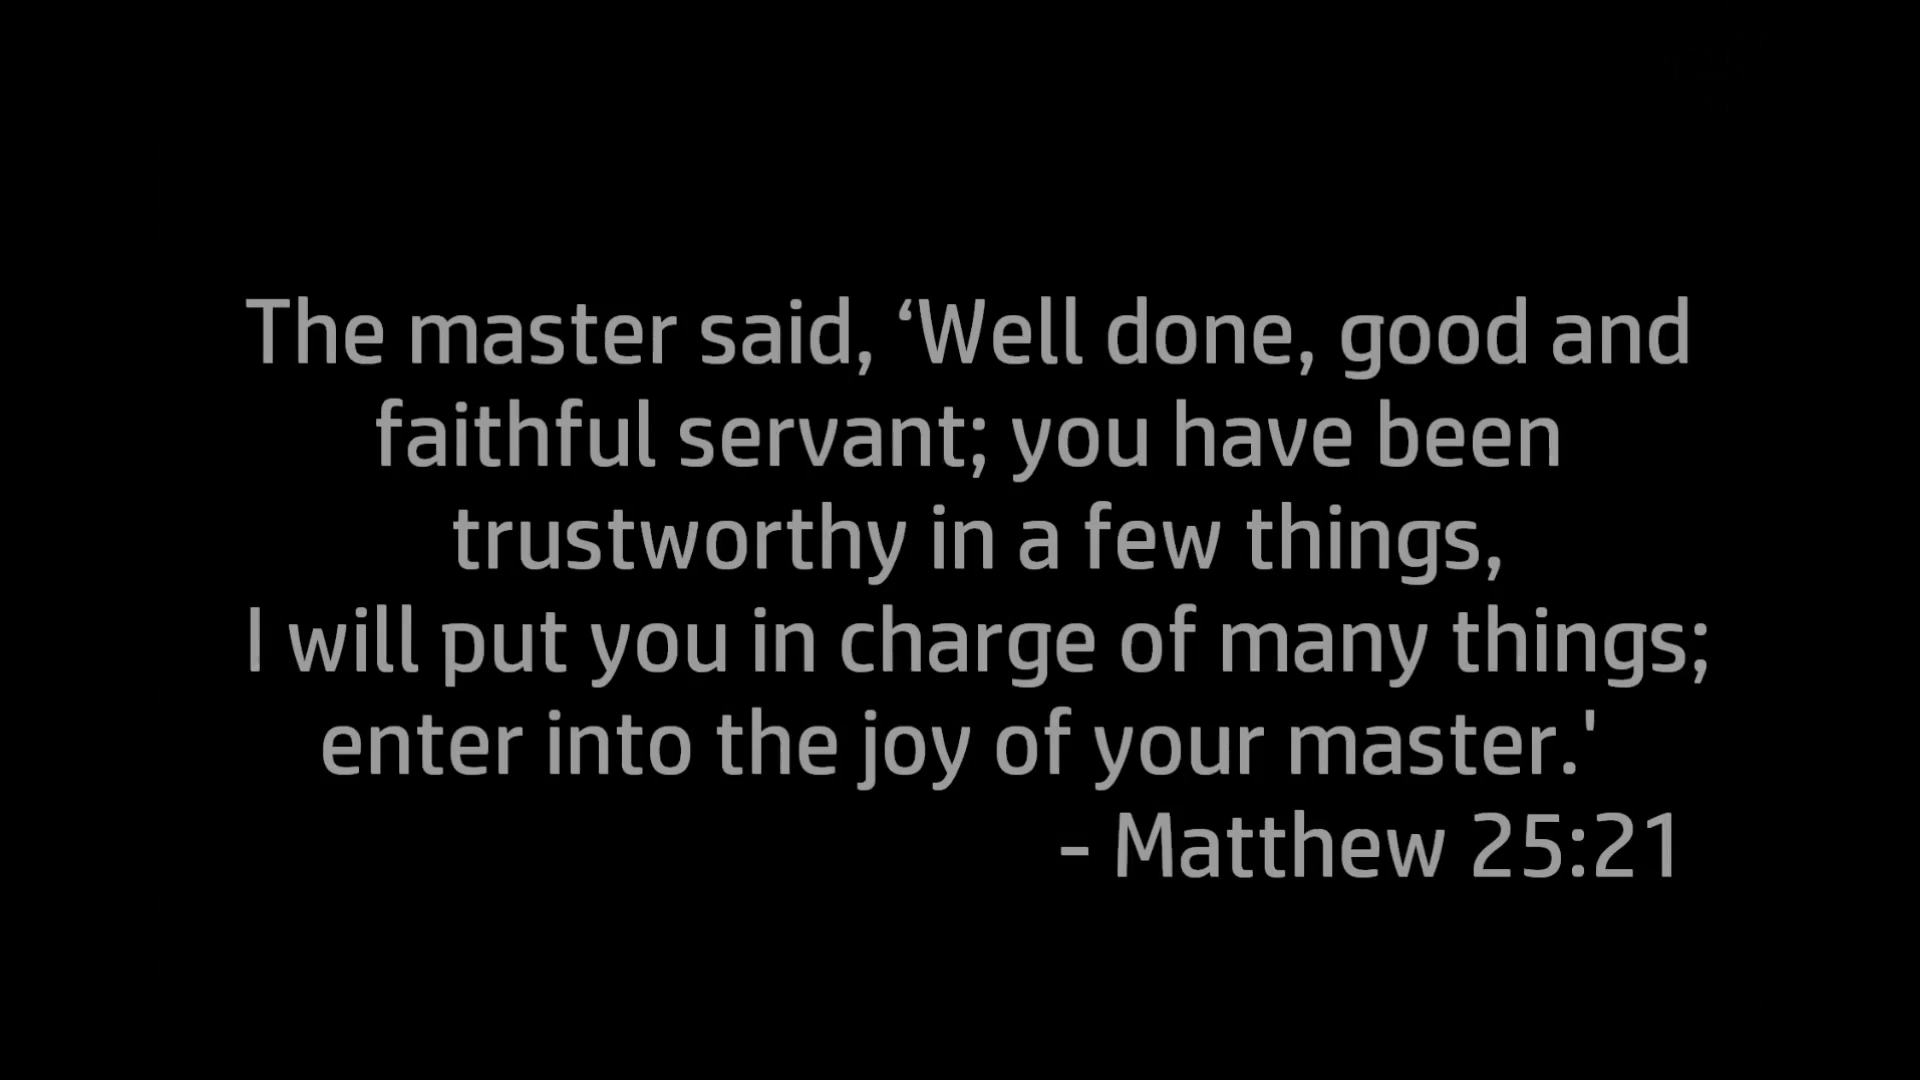 The master said, ‘Well done, good and
faithful servant; you have been
trustworthy in a few things,
I will put you in charge of many things;
enter into the joy of your master.'
- Matthew 25:21